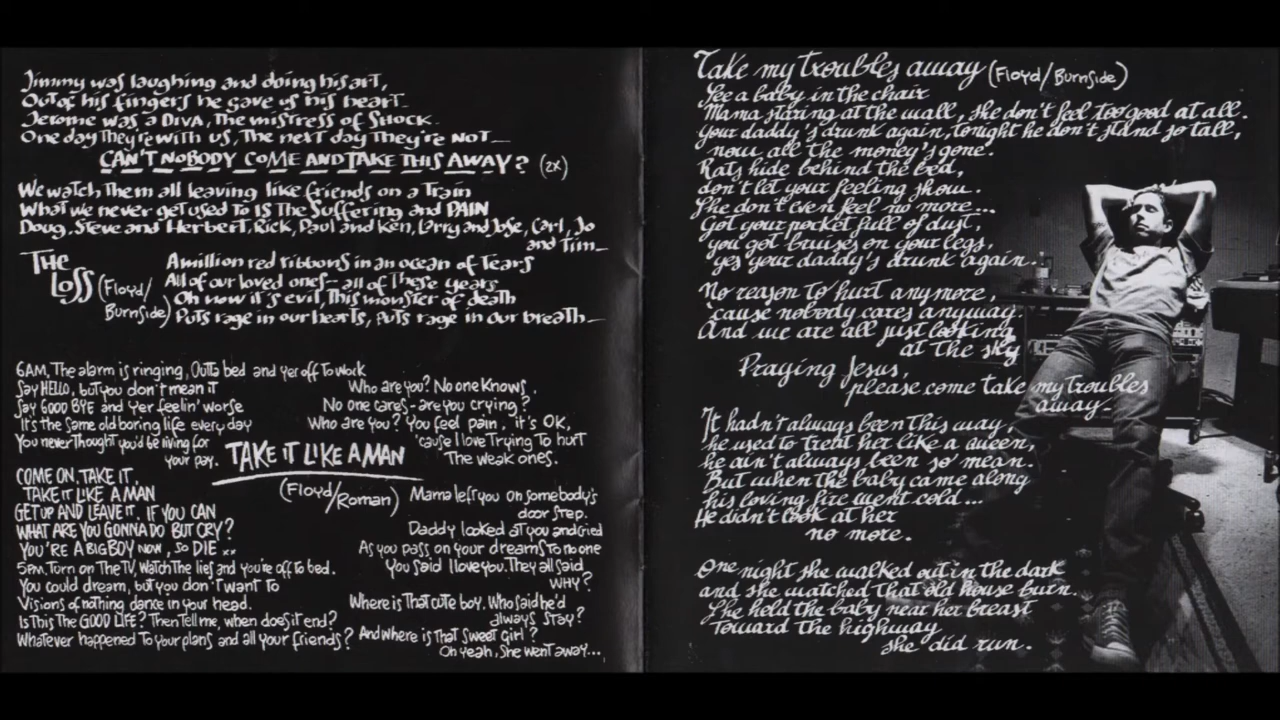 Jimmy was laughing and doing his art,
Out of his fingers he gave us his heart.
Jerome was a DIVA, The mistress of SHOCK.
One day They're with us, The next day They're NOT—
CAN'T NOBODY COME AND TAKE THIS AWAY? (2x)
We watch Them all leaving like friends on a Train
What we never get used to IS The Suffering and PAIN
Doug, Steve and Herbert, Rick, Paul and Ken, Larry and Jose, Carl, Jo
and Tim—
THE LOSS (Floyd/Burnside)
A million red ribbons in an ocean of Tears
All of our loved ones— all of These years
Oh now it's evil, This monster of death
Puts rage in our hearts, Puts rage in our breath—
6AM, The alarm is ringing, Outta bed and yer off To work
Say HELLO, but you don't mean it
Say GOOD BYE and yer feelin' worse
It's the same old boring life every day
You never Thought you'd be living for
your pay.
TAKE IT LIKE A MAN
(Floyd/Roman)
COME ON, TAKE IT,
TAKE IT LIKE A MAN
GET UP AND LEAVE IT, IF YOU CAN
WHAT ARE YOU GONNA DO BUT CRY?
YOU'RE A BIG BOY NOW, SO DIE ..
5PM, Turn on The TV, Watch The lies and you're off to bed.
You could dream, but you don't want to
Visions of nothing dance in your head.
Is This The GOOD LIFE? Then Tell me, when does it end?
Whatever happened To your plans and all your friends?
Who are you? No one knows,
No one cares – are you crying?
Who are you? You feel pain, it's OK,
'cause I love Trying To hurt
The weak ones.
Mama left you on somebody's
door step.
Daddy looked at you and cried
As you pass on your dreams To no one
You said I love you. They all said
WHY?
Where is That cute boy, Who said he'd
always stay?
And where is That sweet girl?
Oh yeah, She went away...
Take my troubles away (Floyd/Burnside)
See a baby in the chair
Mama staring at the wall, she don't feel too good at all.
Your daddy's drunk again, tonight he don't stand so tall,
now all the money's gone.
Rats hide behind the bed,
don't let your feeling show.
She don't even feel no more...
Got your pocket full of dust,
you got bruises on your legs,
yes your daddy's drunk again.
No reason to hurt anymore,
'cause nobody cares anyway.
And we are all just looking
at The sky
Praying Jesus,
please come take my troubles
away—
It hadn't always been this way,
he used to treat her like a queen,
he ain't always been so mean.
But when the baby came along
his loving fire went cold...
He didn't look at her
no more.
One night she walked out in the dark
and she watched that old house burn.
She held the baby near her breast
Toward the highway
she did run.